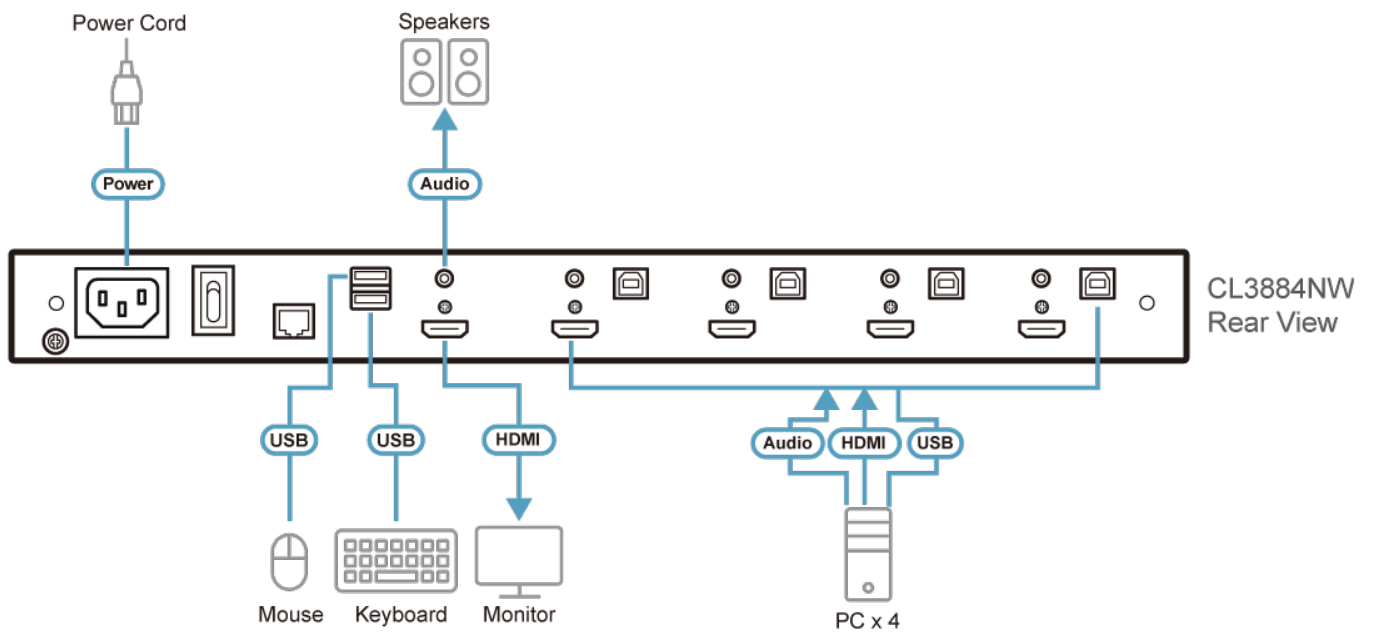 Power Cord
Speakers
Power
Audio
CL3884NW
Rear View
USB
USB
HDMI
Audio
HDMI
USB
Mouse
Keyboard
Monitor
PC x 4